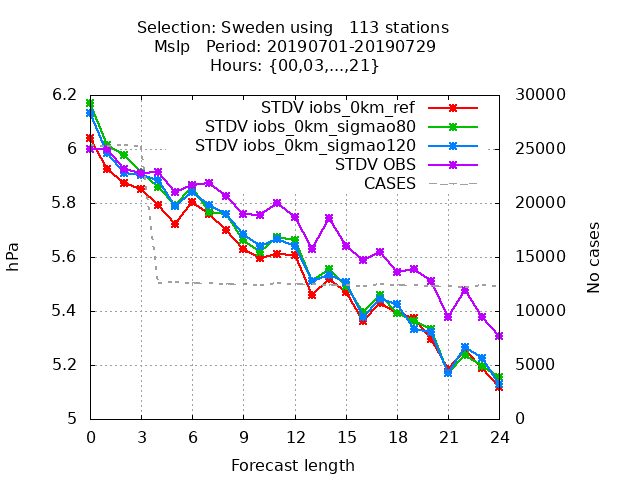 Selection: Sweden using   113 stations
Mslp   Period: 20190701-20190729
Hours: {00,03,...,21}
STDV iobs_0km_ref
STDV iobs_0km_sigmao80
STDV iobs_0km_sigmao120
STDV OBS
CASES
6.2
6
5.8
5.6
5.4
5.2
5
hPa
30000
25000
20000
15000
10000
5000
0
No cases
0 3 6 9 12 15 18 21 24
Forecast length